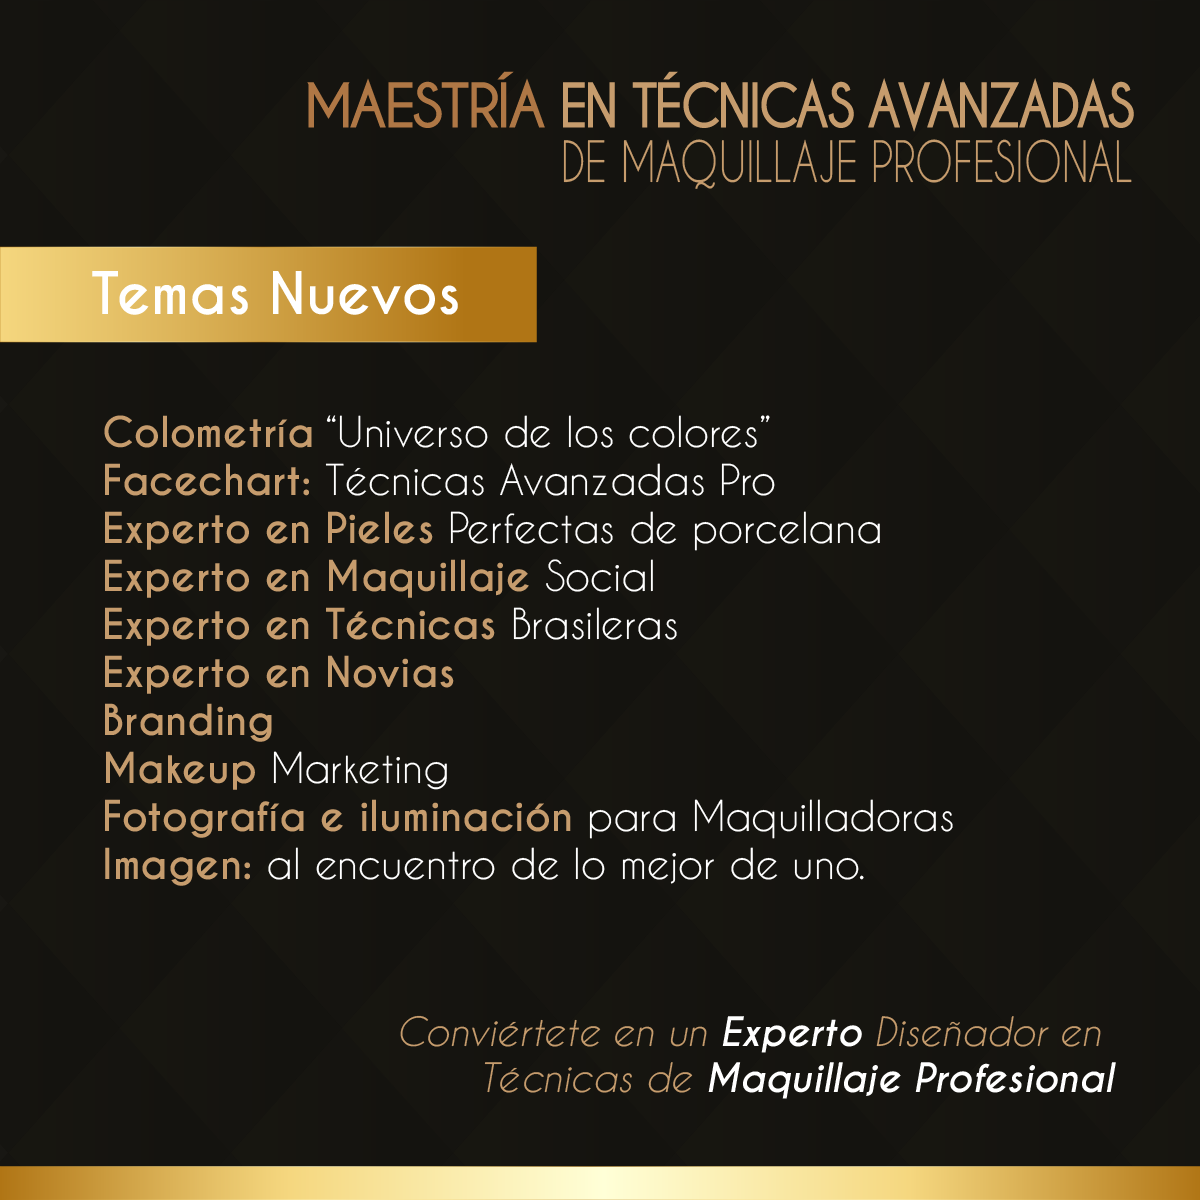 MAESTRÍA EN TÉCNICAS AVANZADAS
DE MAQUILLAJE PROFESIONAL
Temas Nuevos
Colometría “Universo de los colores”
Facechart: Técnicas Avanzadas Pro
Experto en Pieles Perfectas de porcelana
Experto en Maquillaje Social
Experto en Técnicas Brasileras
Experto en Novias
Branding
Makeup Marketing
Fotografía e iluminación para Maquilladoras
Imagen: al encuentro de lo mejor de uno.
Conviértete en un Experto Diseñador en
Técnicas de Maquillaje Profesional